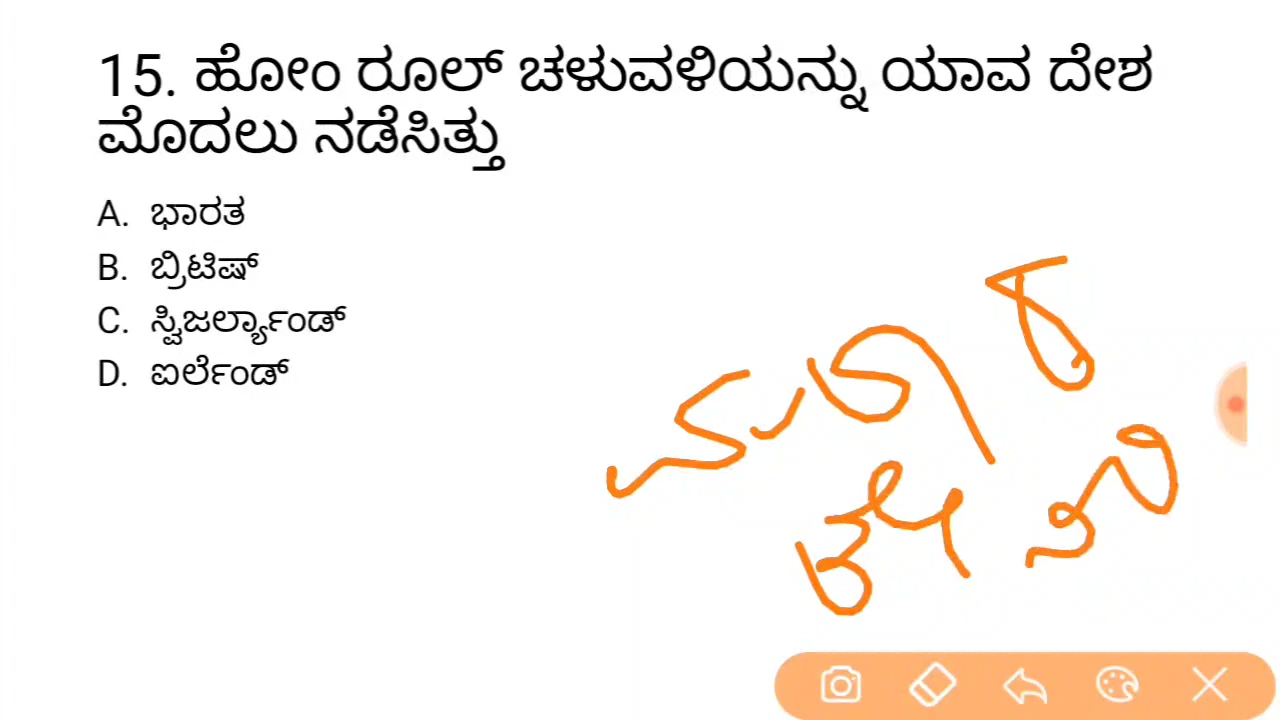 15. ಹೋಂ ರೂಲ್ ಚಳುವಳಿಯನ್ನು ಯಾವ ದೇಶ
ಮೊದಲು ನಡೆಸಿತ್ತು
A. ಭಾರತ
B. ಬ್ರಿಟಿಷ್
C. ಸ್ವಿಜರ್ಲ್ಯಾಂಡ್
D. ಐರ್ಲೆಂಡ್